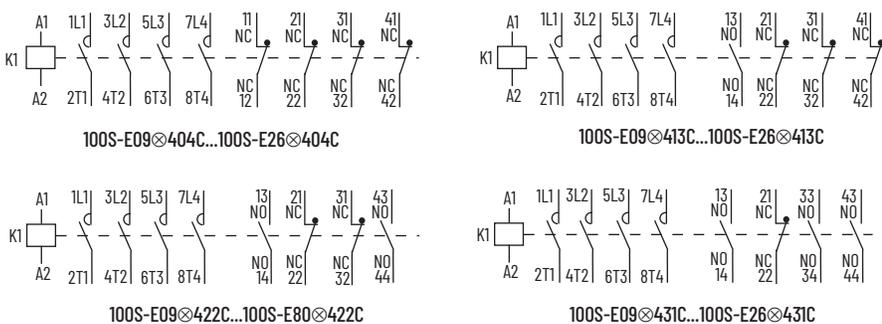 A1 1L1 3L2 5L3 7L4 11 NC 21 NC 31 NC 41 NC
K1
A2 2T1 4T2 6T3 8T4 NC 12 NC 22 NC 32 NC 42
100S-E09⊗404C...100S-E26⊗404C
A1 1L1 3L2 5L3 7L4 13 NO 21 NC 31 NC 41 NC
K1
A2 2T1 4T2 6T3 8T4 NO 14 NC 22 NC 32 NC 42
100S-E09⊗413C...100S-E26⊗413C
A1 1L1 3L2 5L3 7L4 13 NO 21 NC 31 NC 43 NO
K1
A2 2T1 4T2 6T3 8T4 NO 14 NC 22 NC 32 NO 44
100S-E09⊗422C...100S-E80⊗422C
A1 1L1 3L2 5L3 7L4 13 NO 21 NC 33 NO 43 NO
K1
A2 2T1 4T2 6T3 8T4 NO 14 NC 22 NO 34 NO 44
100S-E09⊗431C...100S-E26⊗431C